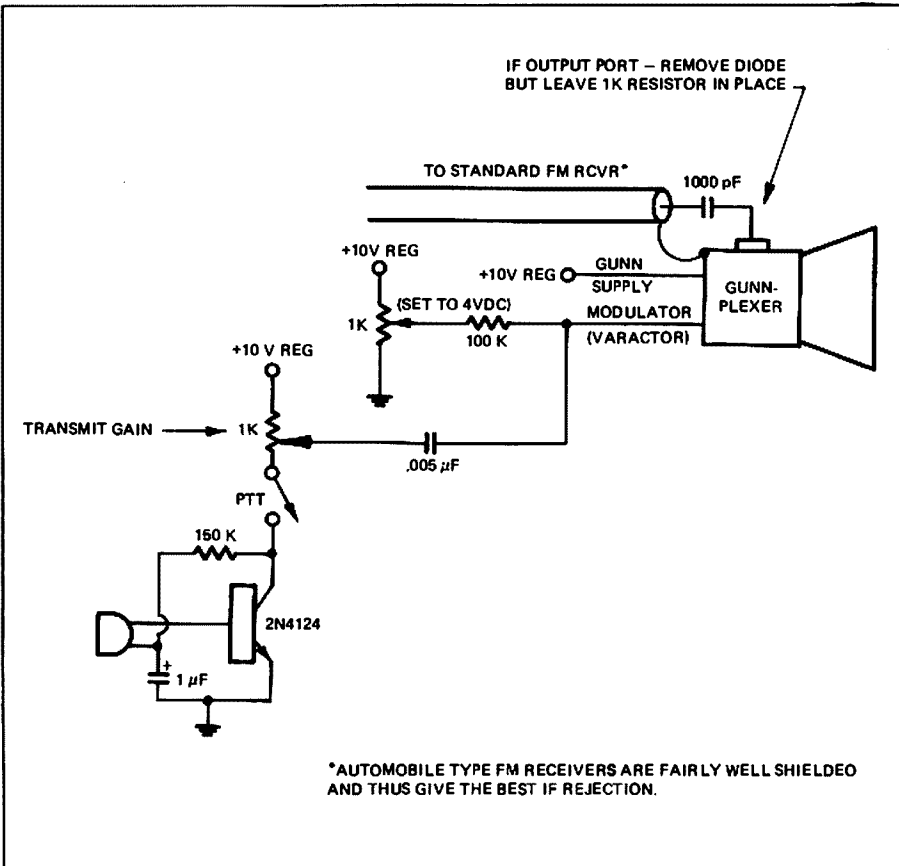 IF OUTPUT PORT – REMOVE DIODE
BUT LEAVE 1K RESISTOR IN PLACE
TO STANDARD FM RCVR*
1000 pF
+10V REG
+10V REG
GUNN
SUPPLY
GUNN-
PLEXER
(SET TO 4VDC)
1K
100 K
MODULATOR
(VARACTOR)
+10 V REG
TRANSMIT GAIN
1K
.005 µF
PTT
150 K
2N4124
+
1 µF
*AUTOMOBILE TYPE FM RECEIVERS ARE FAIRLY WELL SHIELDEO
AND THUS GIVE THE BEST IF REJECTION.